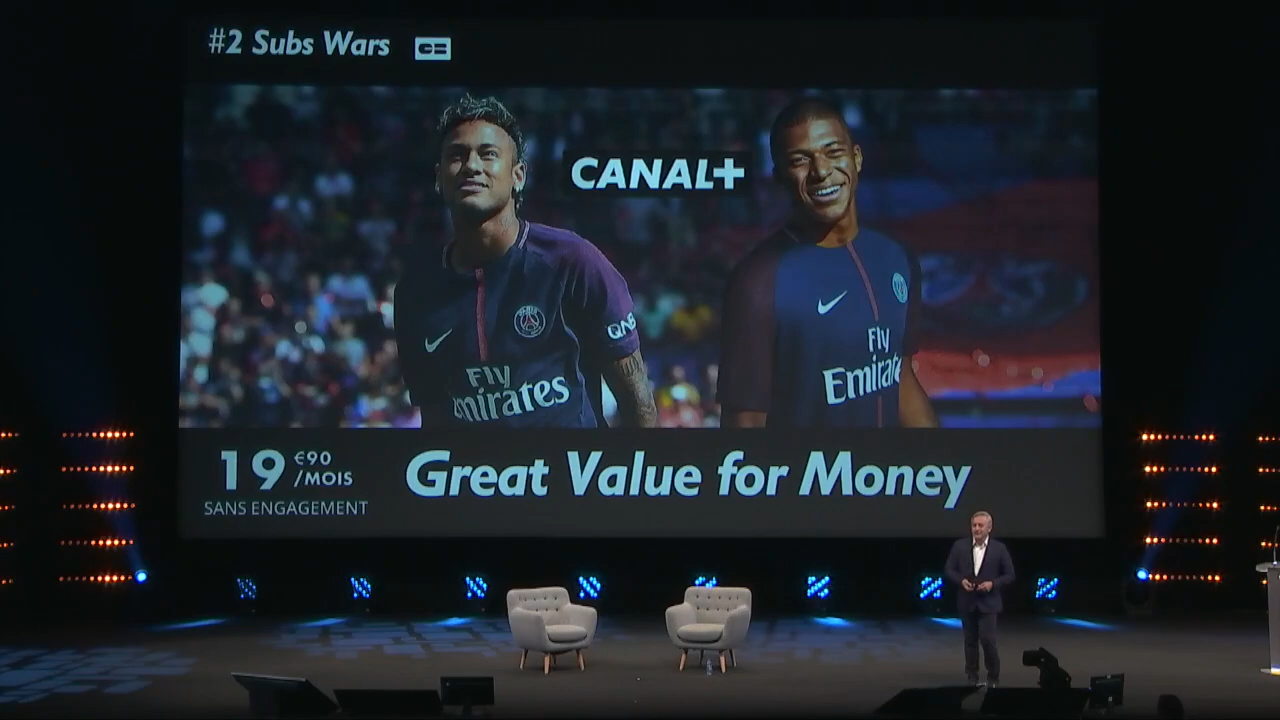 #2 Subs Wars
CANAL+
QNB
Fly
Emirates
Fly
Emirates
19 €90
/MOIS
SANS ENGAGEMENT
Great Value for Money